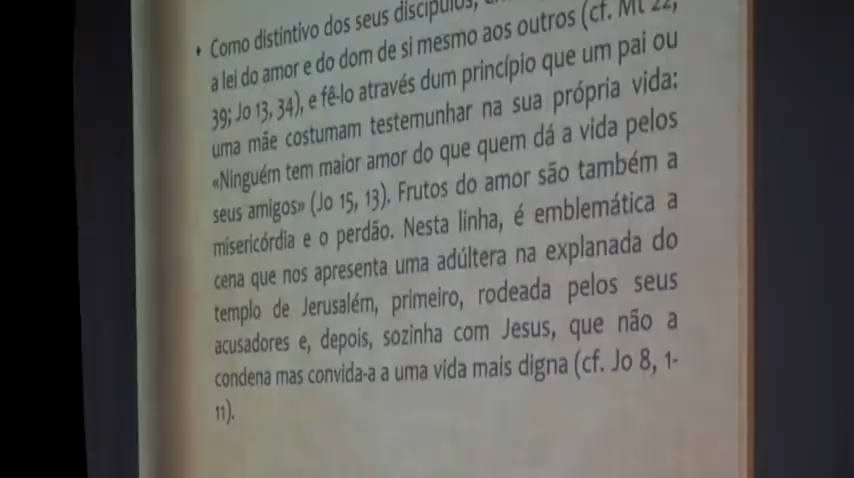 • Como distintivo dos seus discípulos,
a lei do amor e do dom de si mesmo aos outros (cf. Mt 22,
39; Jo 13, 34), e fê-lo através dum princípio que um pai ou
uma mãe costumam testemunhar na sua própria vida:
«Ninguém tem maior amor do que quem dá a vida pelos
seus amigos» (Jo 15, 13). Frutos do amor são também a
misericórdia e o perdão. Nesta linha, é emblemática a
cena que nos apresenta uma adúltera na explanada do
templo de Jerusalém, primeiro, rodeada pelos seus
acusadores e, depois, sozinha com Jesus, que não a
condena mas convida-a a uma vida mais digna (cf. Jo 8, 1-
11).